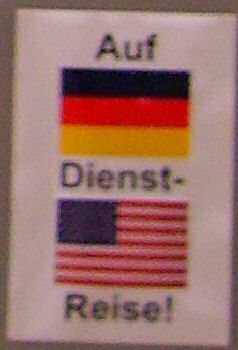 Auf
Dienst-
Reise!